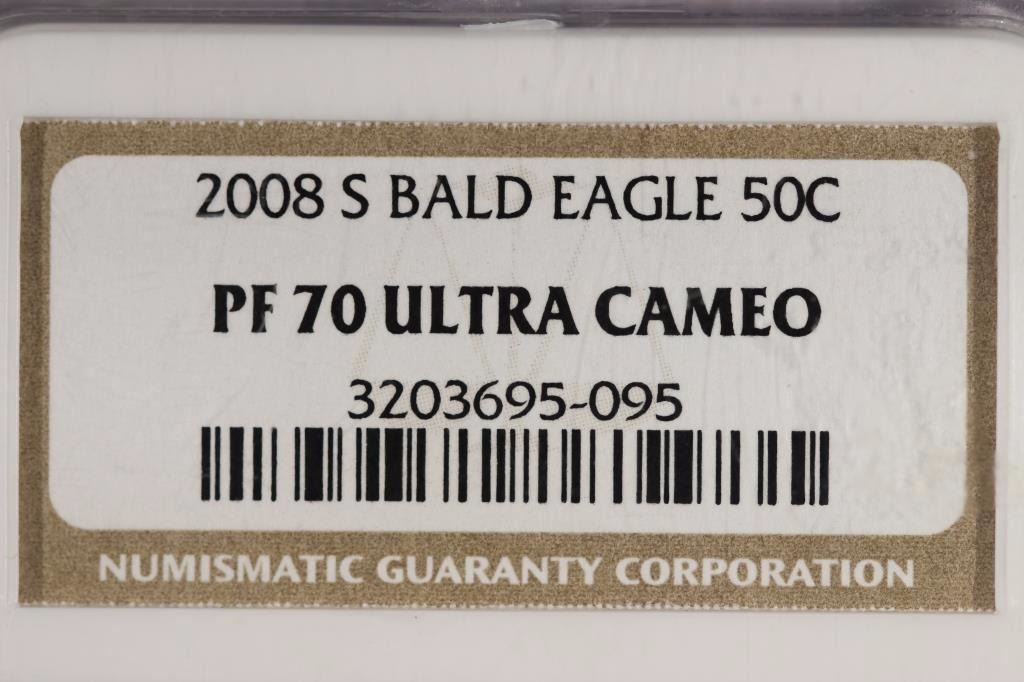 2008 S BALD EAGLE 50C
PF 70 ULTRA CAMEO
3203695-095
NUMISMATIC GUARANTY CORPORATION